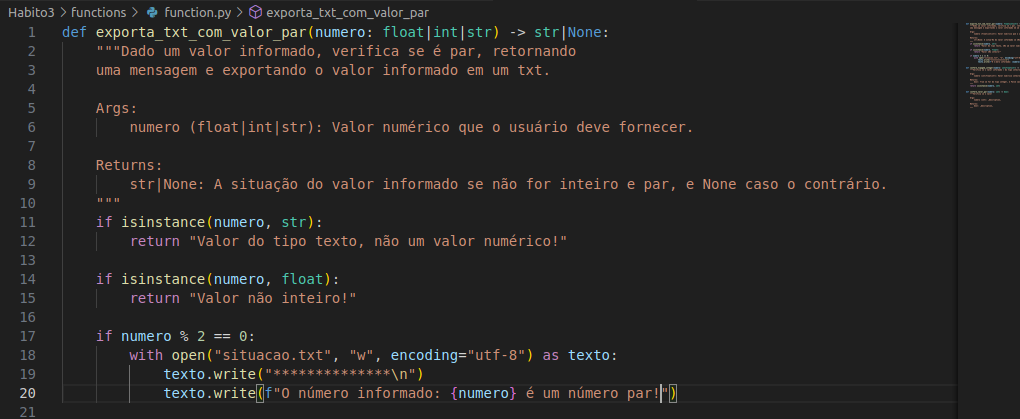 Habito3 > functions > function.py > exporta_txt_com_valor_par
1 def exporta_txt_com_valor_par(numero: float|int|str) -> str|None:
2     """Dado um valor informado, verifica se é par, retornando
3     uma mensagem e exportando o valor informado em um txt.
4
5     Args:
6         numero (float|int|str): Valor numérico que o usuário deve fornecer.
7
8     Returns:
9         str|None: A situação do valor informado se não for inteiro e par, e None caso o contrário.
10     """
11     if isinstance(numero, str):
12         return "Valor do tipo texto, não um valor numérico!"
13
14     if isinstance(numero, float):
15         return "Valor não inteiro!"
16
17     if numero % 2 == 0:
18         with open("situacao.txt", "w", encoding="utf-8") as texto:
19             texto.write("**************\n")
20             texto.write(f"O número informado: {numero} é um número par!")
21